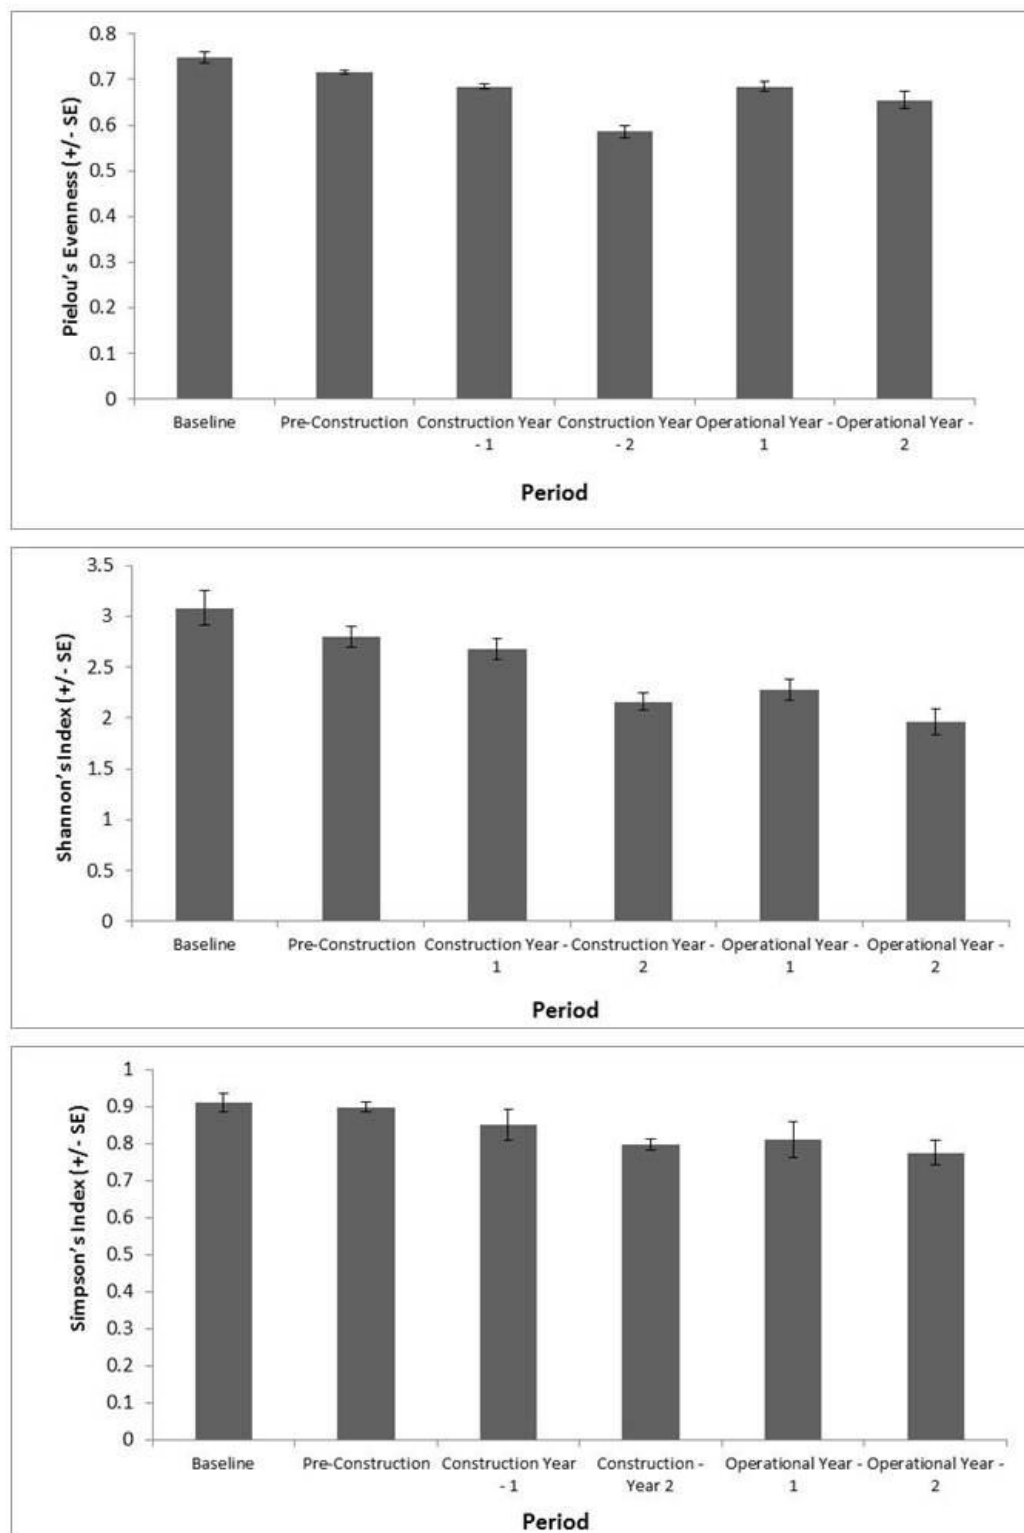 0.8
0.7
0.6
0.5
0.4
0.3
0.2
0.1
0
Pielou's Evenness (+/- SE)
Baseline Pre-Construction Construction Year Construction Year Operational Year - Operational Year -
- 1 - 2 1 2
Period
3.5
3
2.5
2
1.5
1
0.5
0
Shannon's Index (+/- SE)
Baseline Pre-Construction Construction Year - Construction Year - Operational Year - Operational Year -
1 2 1 2
Period
1
0.9
0.8
0.7
0.6
0.5
0.4
0.3
0.2
0.1
0
Simpson's Index (+/- SE)
Baseline Pre-Construction Construction Year Construction - Operational Year - Operational Year -
- 1 Year 2 1 2
Period